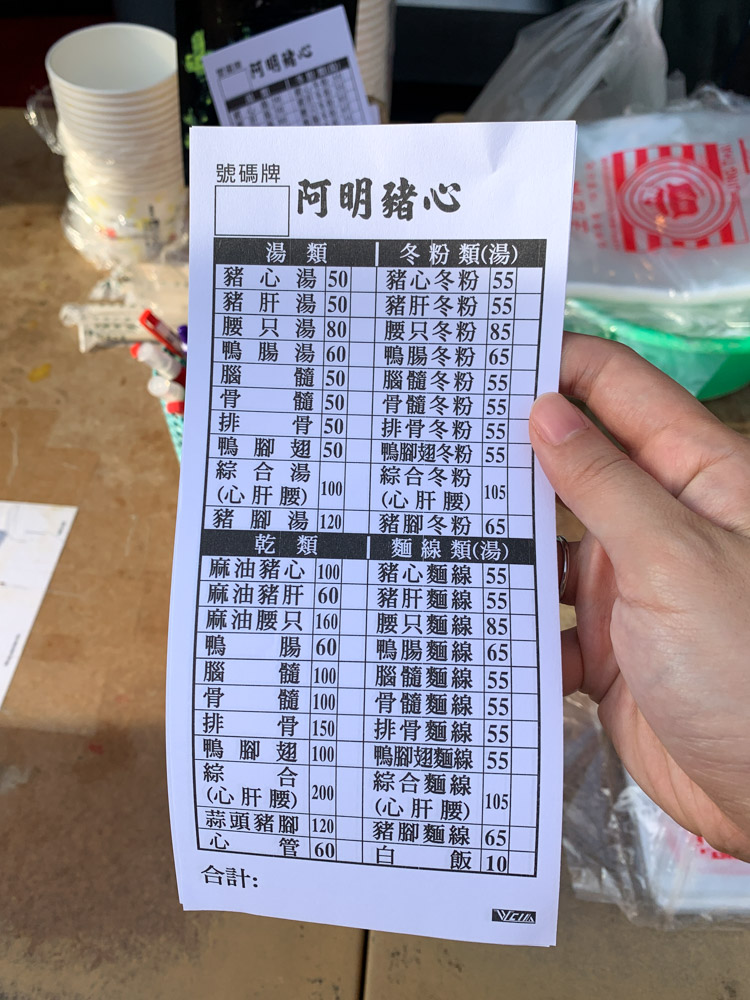 阿明豬心
號碼牌
阿明豬心
湯類 冬粉類(湯)
豬心湯 50 豬心冬粉 55
豬肝湯 50 豬肝冬粉 55
腰只湯 80 腰只冬粉 85
鴨腸湯 60 鴨腸冬粉 65
腦髓 50 腦髓冬粉 55
骨髓 50 骨髓冬粉 55
排骨 50 排骨冬粉 55
鴨腳翅 50 鴨腳翅冬粉 55
綜合湯(心肝腰) 100 綜合冬粉(心肝腰) 105
豬腳湯 120 豬腳冬粉 65
乾類 麵線類(湯)
麻油豬心 100 豬心麵線 55
麻油豬肝 60 豬肝麵線 55
麻油腰只 160 腰只麵線 85
鴨腸 60 鴨腸麵線 65
腦髓 100 腦髓麵線 55
骨髓 100 骨髓麵線 55
排骨 150 排骨麵線 55
鴨腳翅 100 鴨腳翅麵線 55
綜合(心肝腰) 200 綜合麵線(心肝腰) 105
蒜頭豬腳 120 豬腳麵線 65
心管 60 白飯 10
合計: